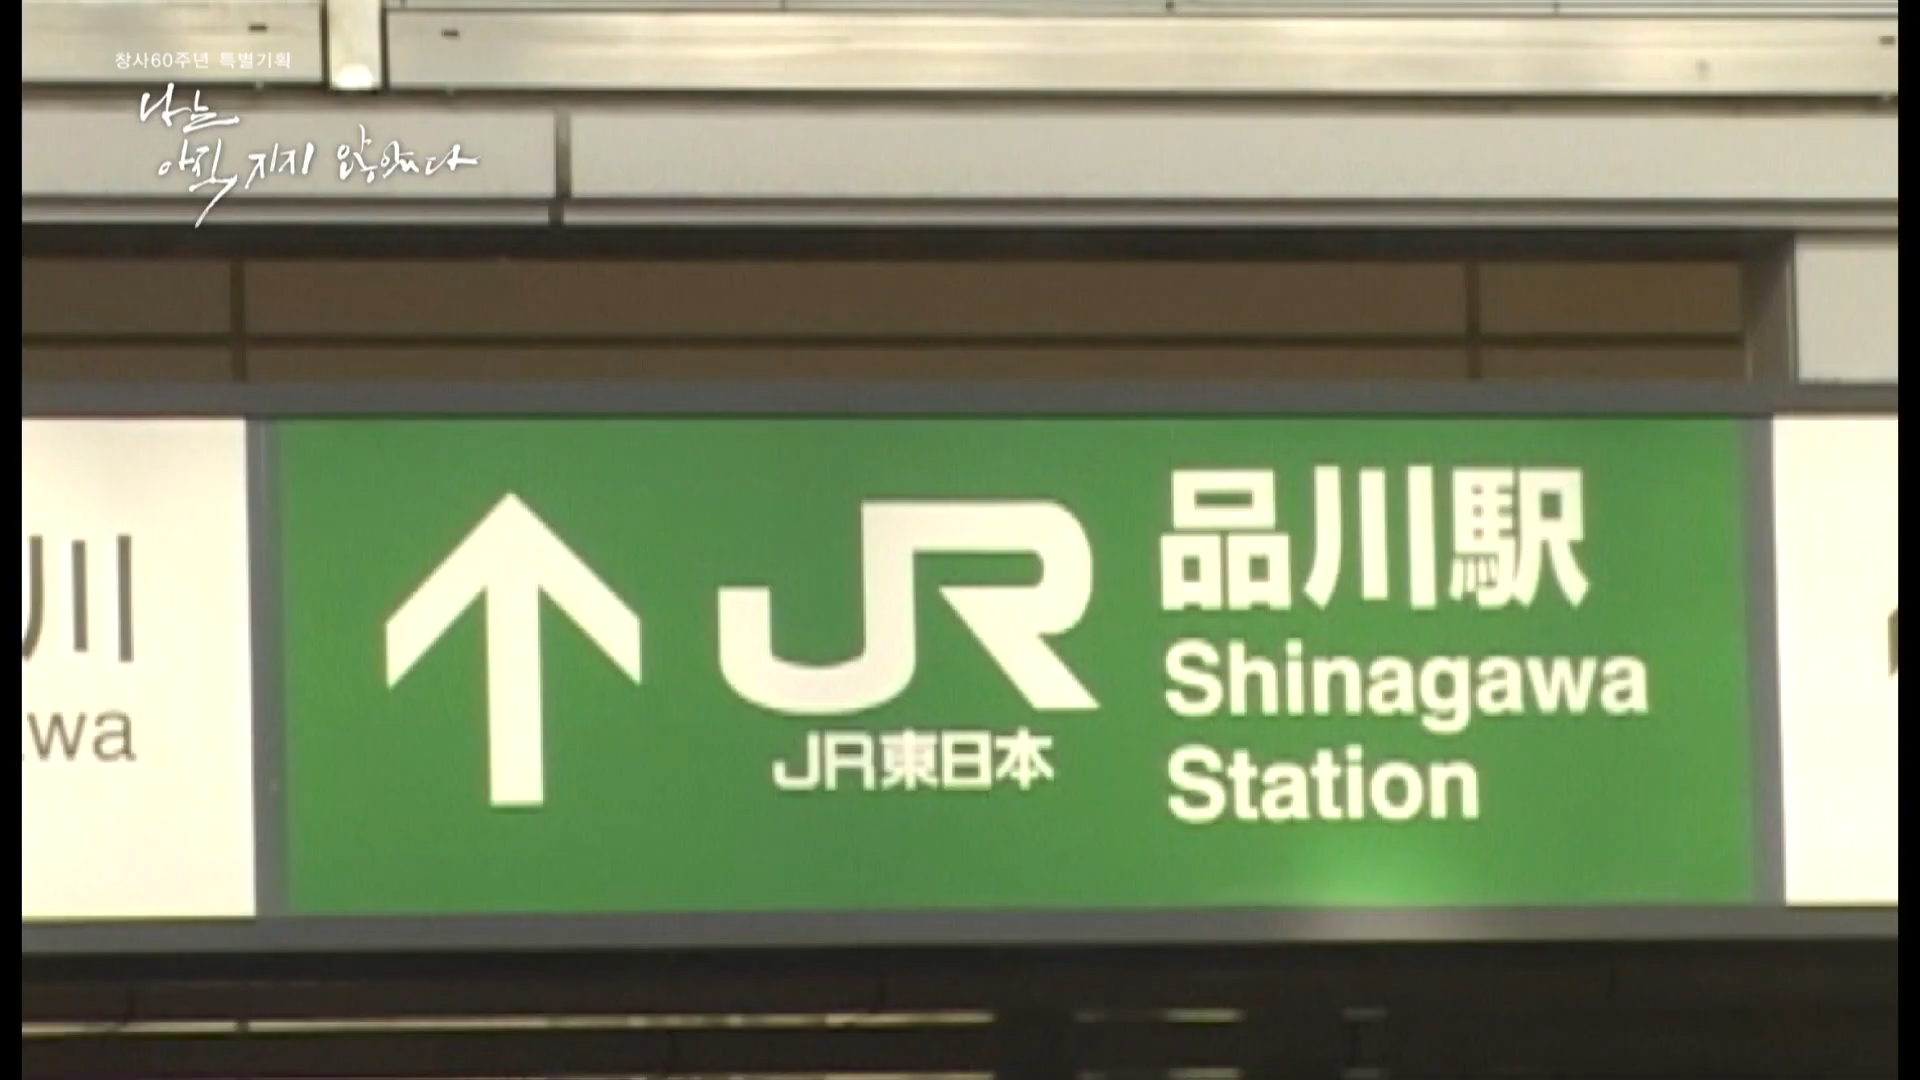 창사60주년 특별기획
나는
아직 지지 않았다
川
wa
JR
JR東日本
品川駅
Shinagawa
Station